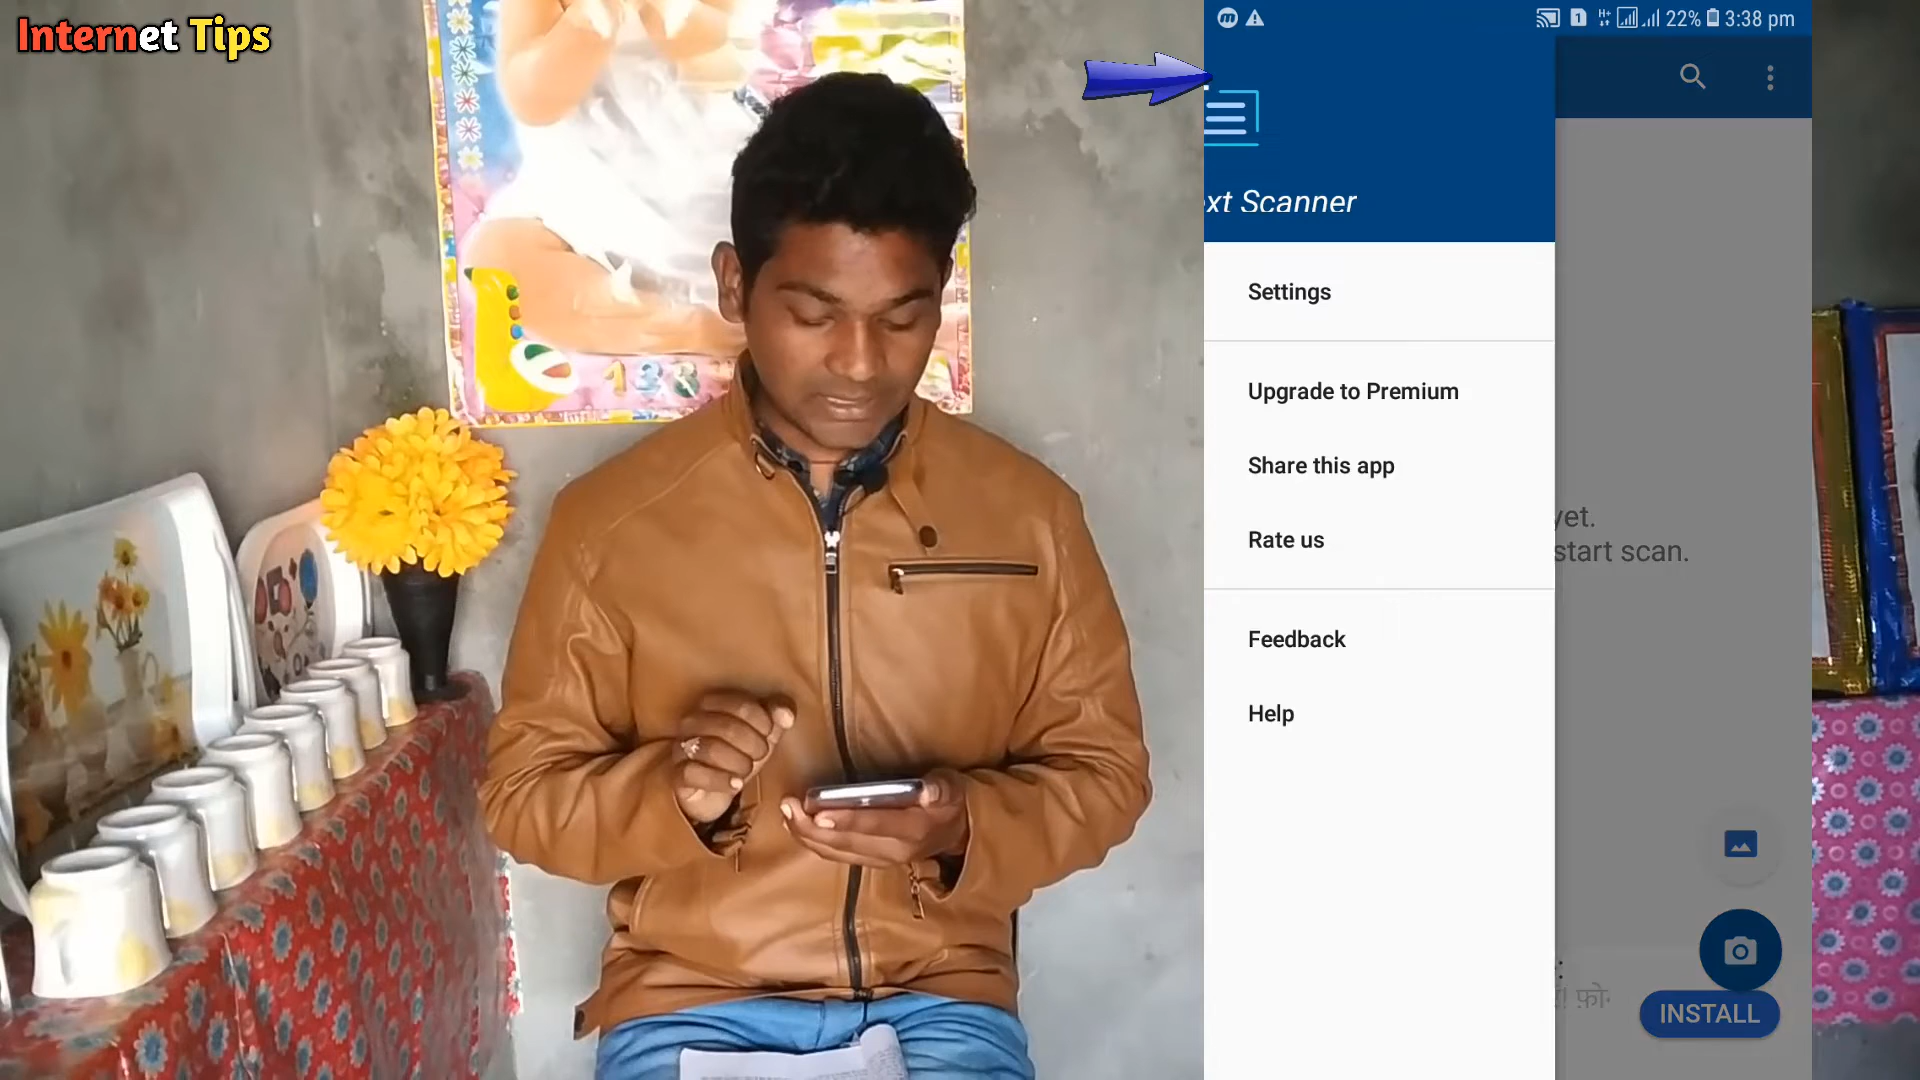 Internet Tips
22% 3:38 pm
ext Scanner
Settings
Upgrade to Premium
Share this app
Rate us
Feedback
Help
yet.
start scan.
INSTALL